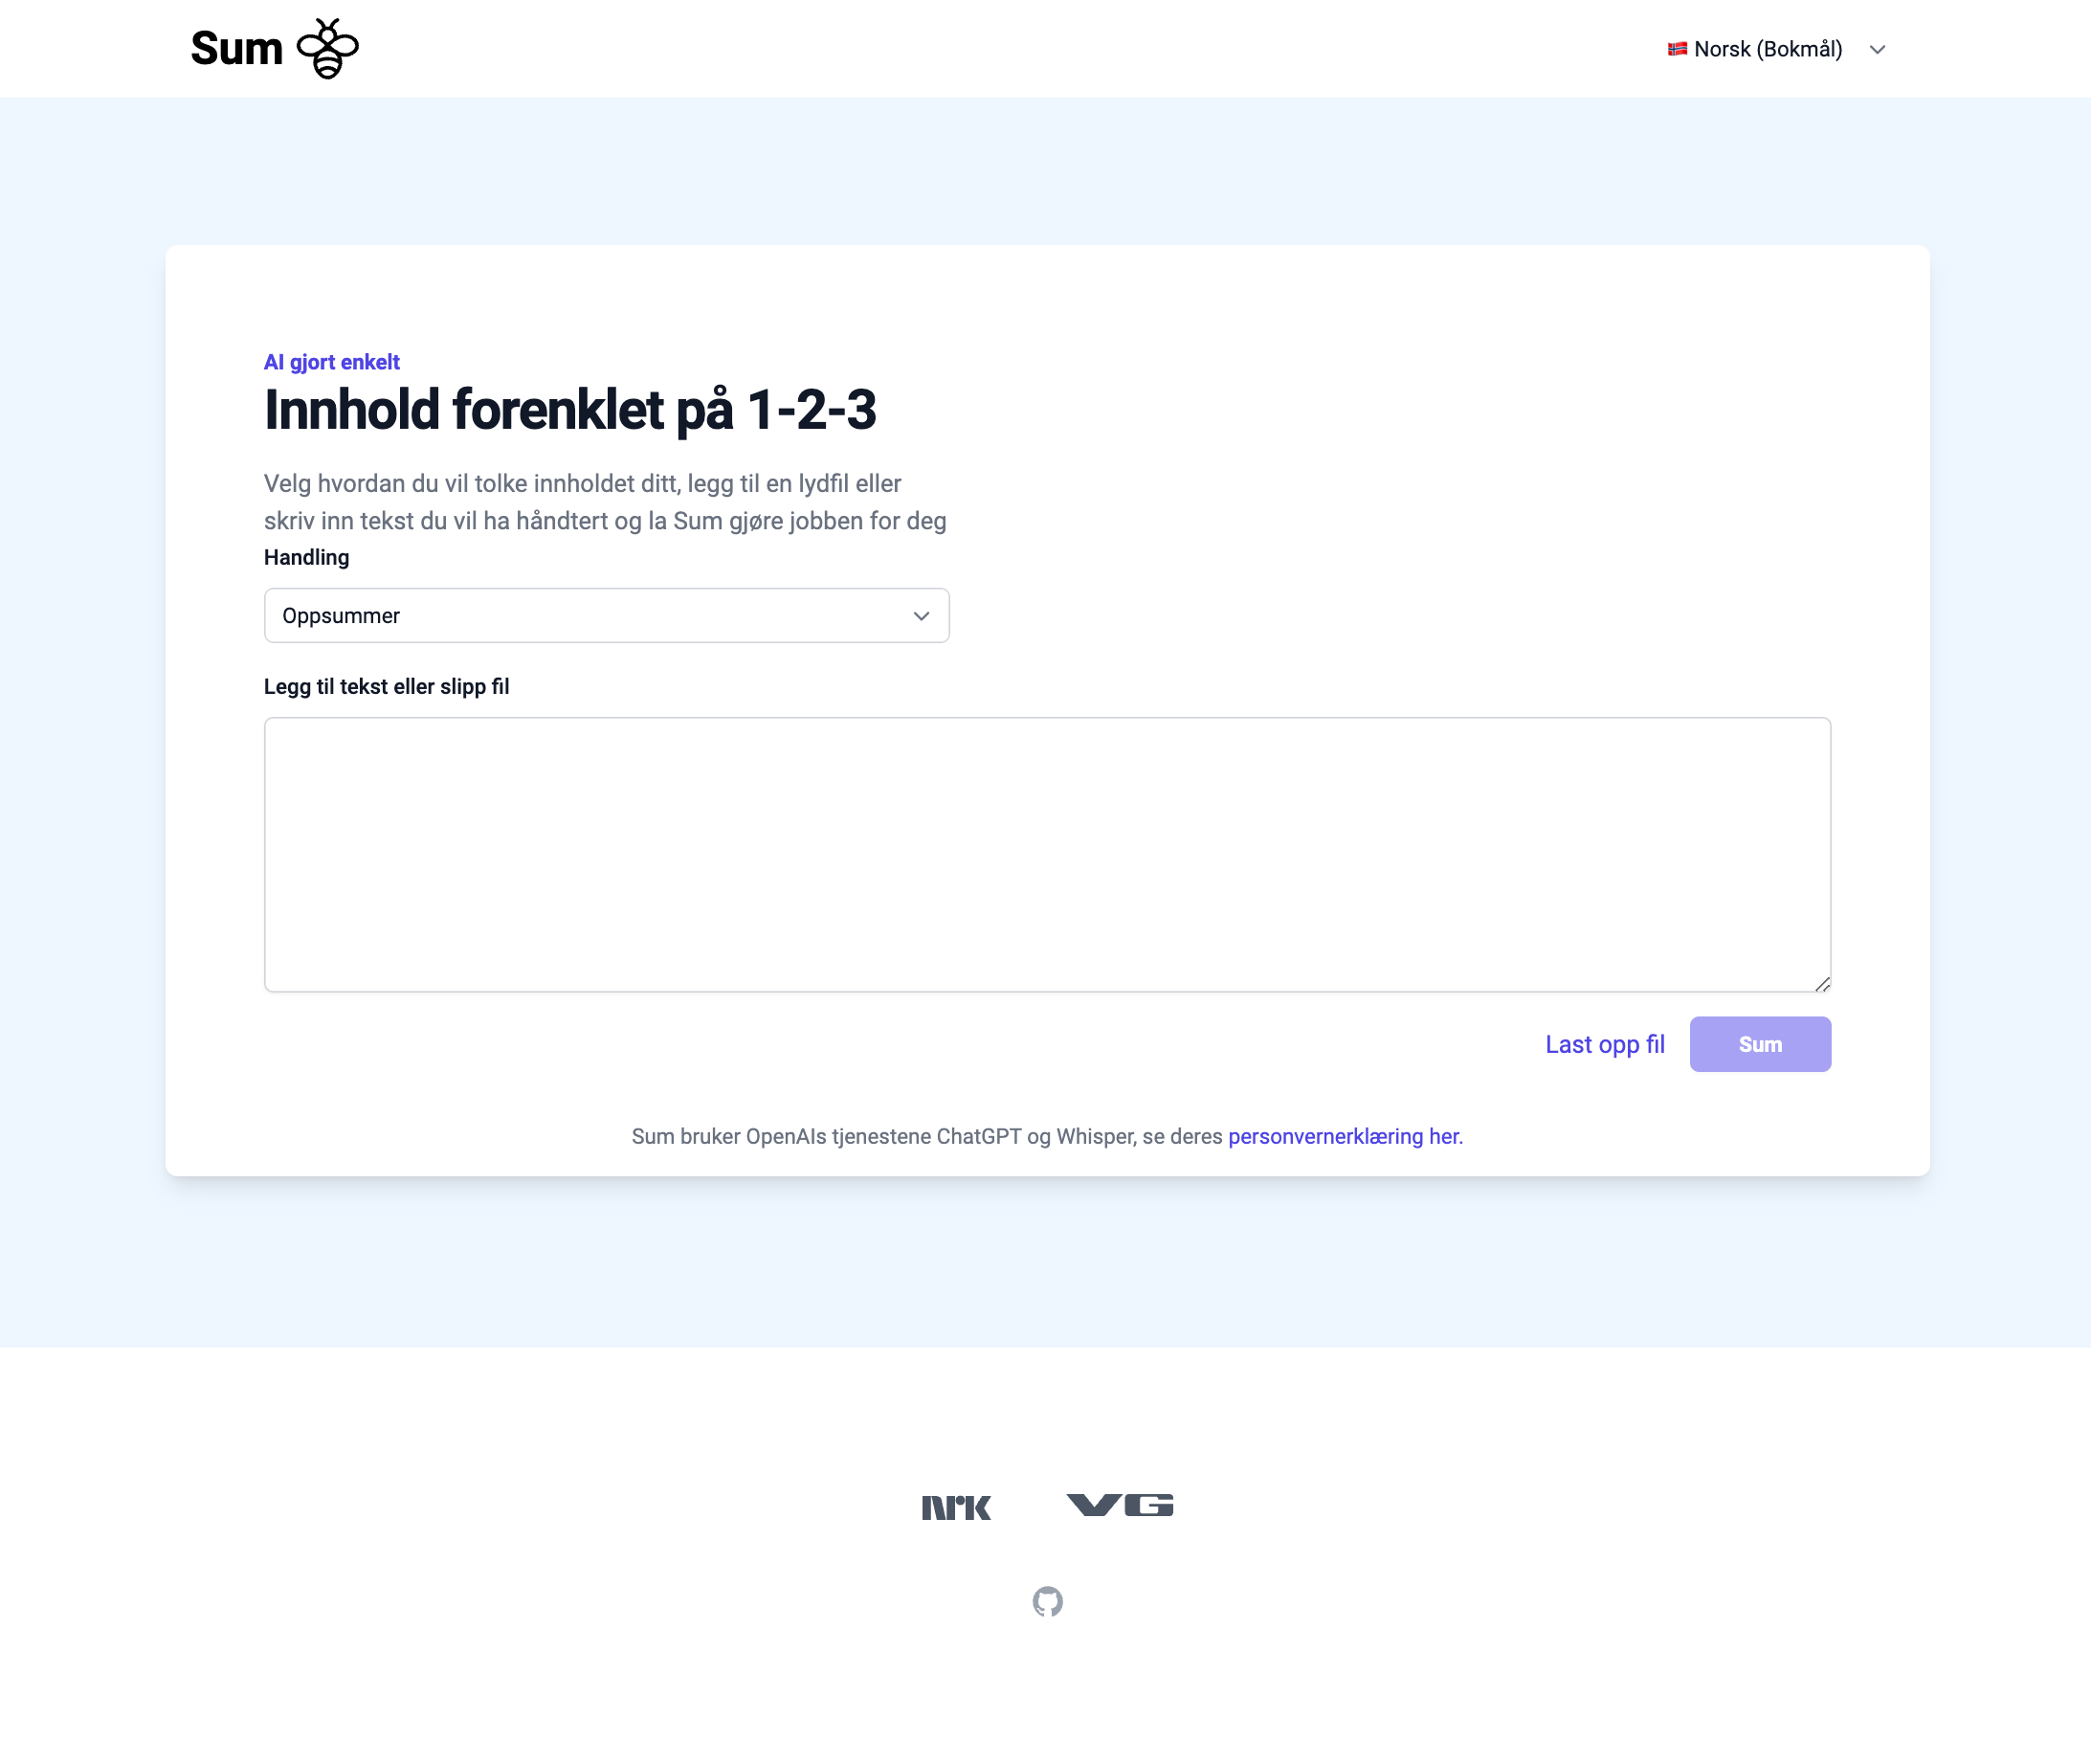 Sum
Norsk (Bokmål)
AI gjort enkelt
Innhold forenklet på 1-2-3
Velg hvordan du vil tolke innholdet ditt, legg til en lydfil eller
skriv inn tekst du vil ha håndtert og la Sum gjøre jobben for deg
Handling
Oppsummer
Legg til tekst eller slipp fil
Last opp fil
Sum
Sum bruker OpenAIs tjenestene ChatGPT og Whisper, se deres personvernerklæring her.
NRK
VG